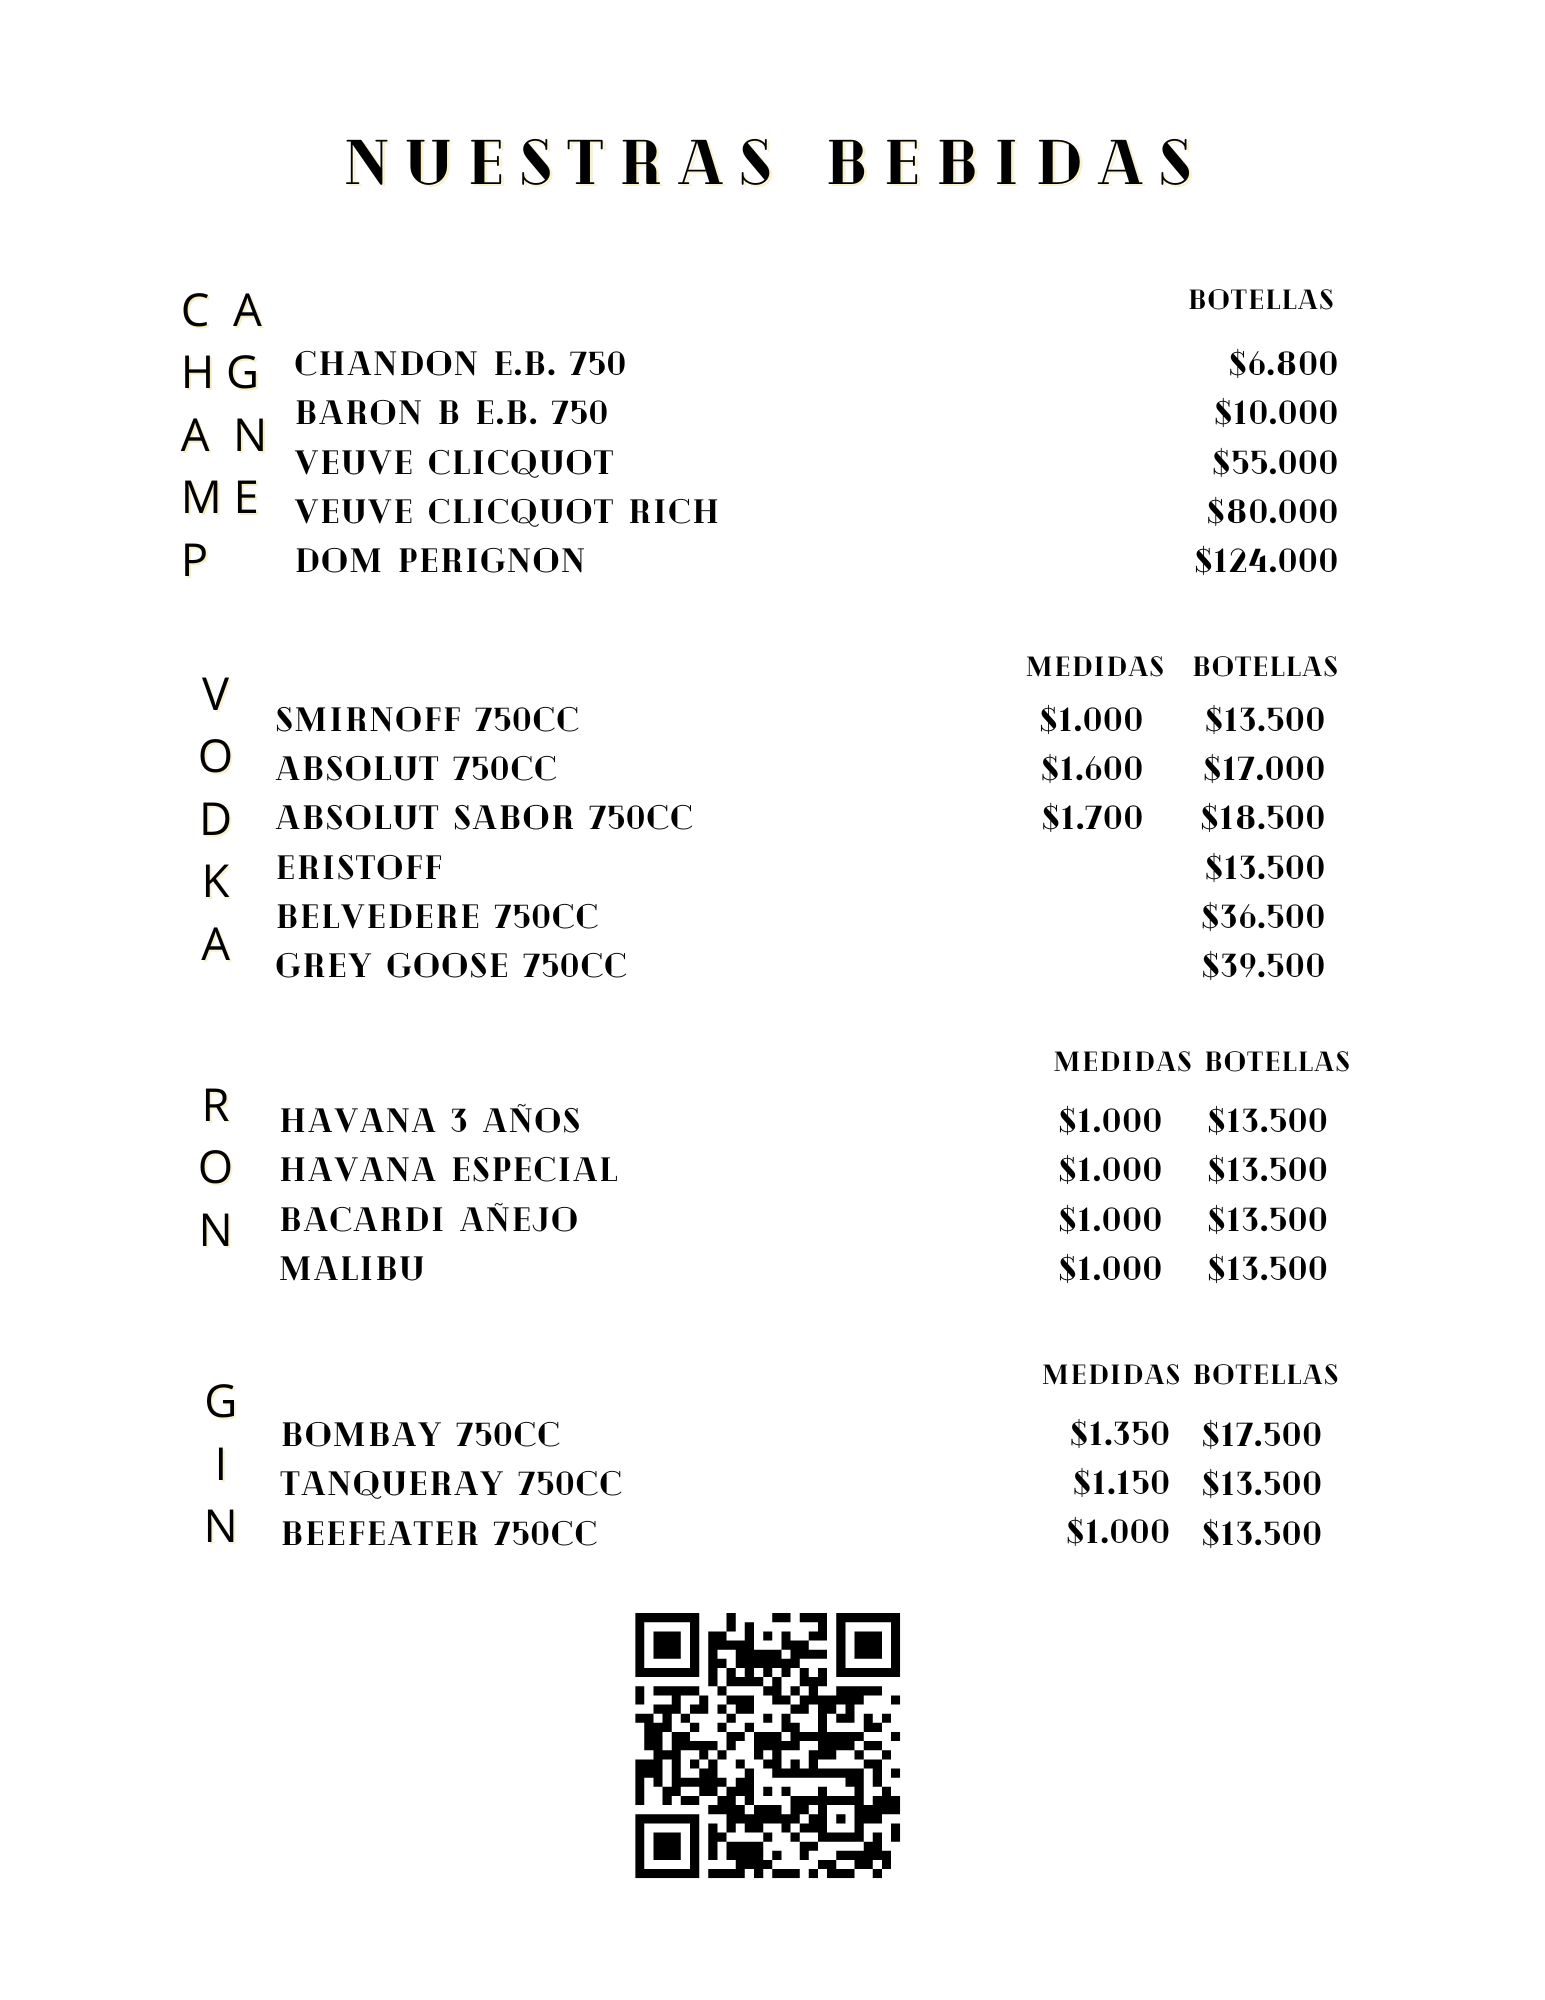 NUESTRAS BEBIDAS
CHAMP
AGNE
BOTELLAS
CHANDON E.B. 750 $6.800
BARON B E.B. 750 $10.000
VEUVE CLICQUOT $55.000
VEUVE CLICQUOT RICH $80.000
DOM PERIGNON $124.000
VODKA
MEDIDAS BOTELLAS
SMIRNOFF 750CC $1.000 $13.500
ABSOLUT 750CC $1.600 $17.000
ABSOLUT SABOR 750CC $1.700 $18.500
ERISTOFF $13.500
BELVEDERE 750CC $36.500
GREY GOOSE 750CC $39.500
RON
MEDIDAS BOTELLAS
HAVANA 3 AÑOS $1.000 $13.500
HAVANA ESPECIAL $1.000 $13.500
BACARDI AÑEJO $1.000 $13.500
MALIBU $1.000 $13.500
GIN
MEDIDAS BOTELLAS
BOMBAY 750CC $1.350 $17.500
TANQUERAY 750CC $1.150 $13.500
BEEFEATER 750CC $1.000 $13.500